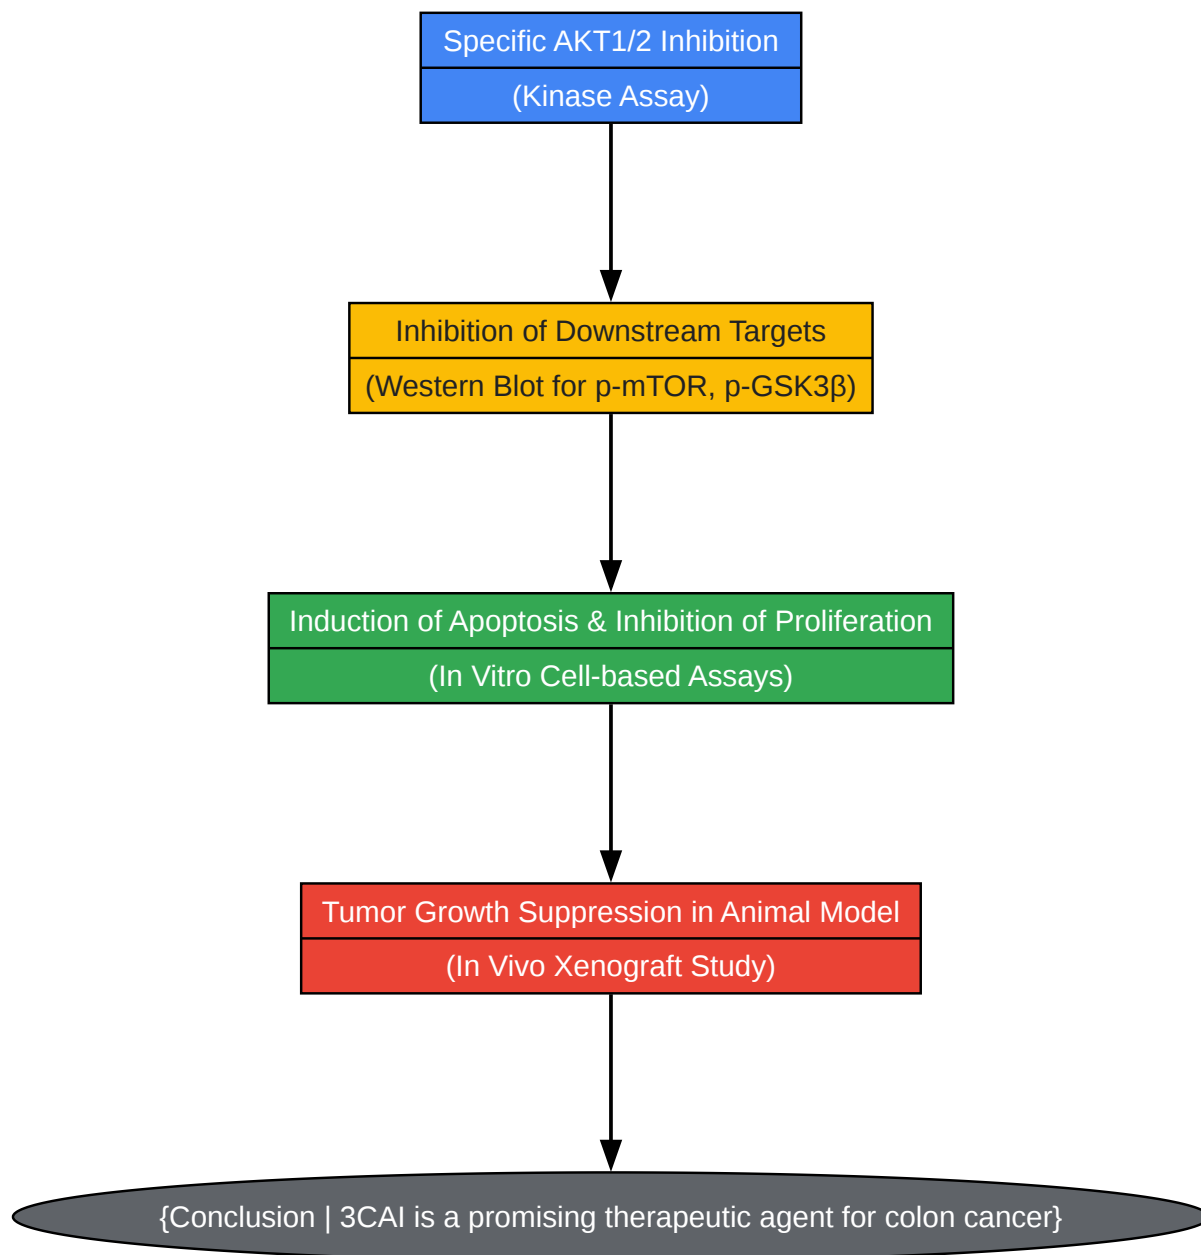 Specific AKT1/2 Inhibition
(Kinase Assay)
Inhibition of Downstream Targets
(Western Blot for p-mTOR, p-GSK3β)
Induction of Apoptosis & Inhibition of Proliferation
(In Vitro Cell-based Assays)
Tumor Growth Suppression in Animal Model
(In Vivo Xenograft Study)
{Conclusion | 3CAI is a promising therapeutic agent for colon cancer}